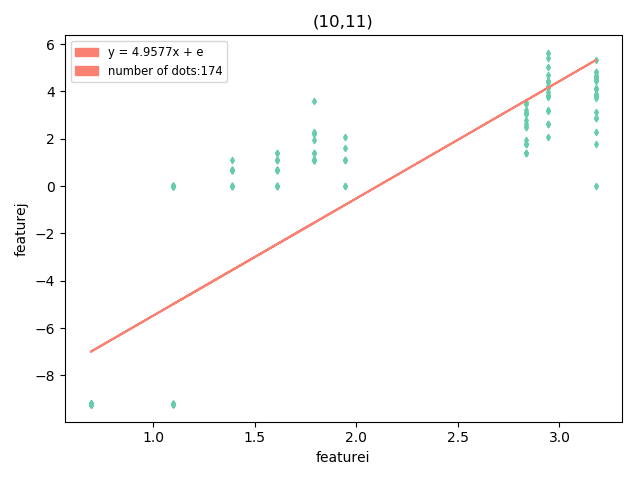 (10,11)
y = 4.9577x + e
number of dots:174
6
4
2
0
−2
−4
−6
−8
featurej
1.0 1.5 2.0 2.5 3.0
featurei